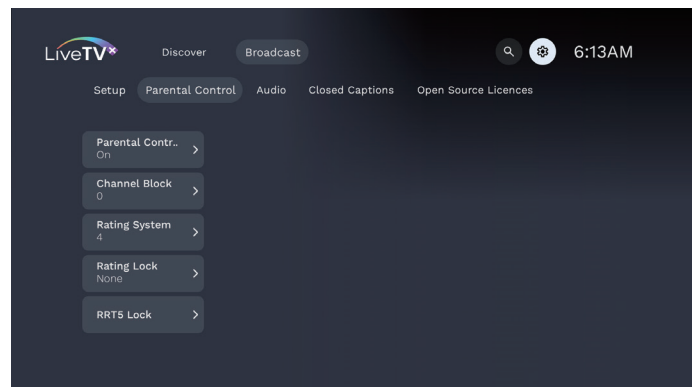 LiveTVx
Discover
Broadcast
6:13AM
Setup
Parental Control
Audio
Closed Captions
Open Source Licences
Parental Contr..
On
Channel Block
0
Rating System
4
Rating Lock
None
RRT5 Lock